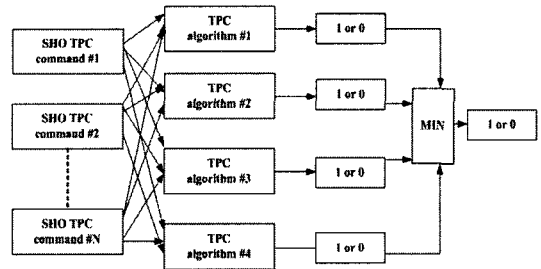 SHO TPC
command #1
SHO TPC
command #2
SHO TPC
command #N
TPC
algorithm #1
TPC
algorithm #2
TPC
algorithm #3
TPC
algorithm #4
1 or 0
1 or 0
1 or 0
1 or 0
MIN
1 or 0